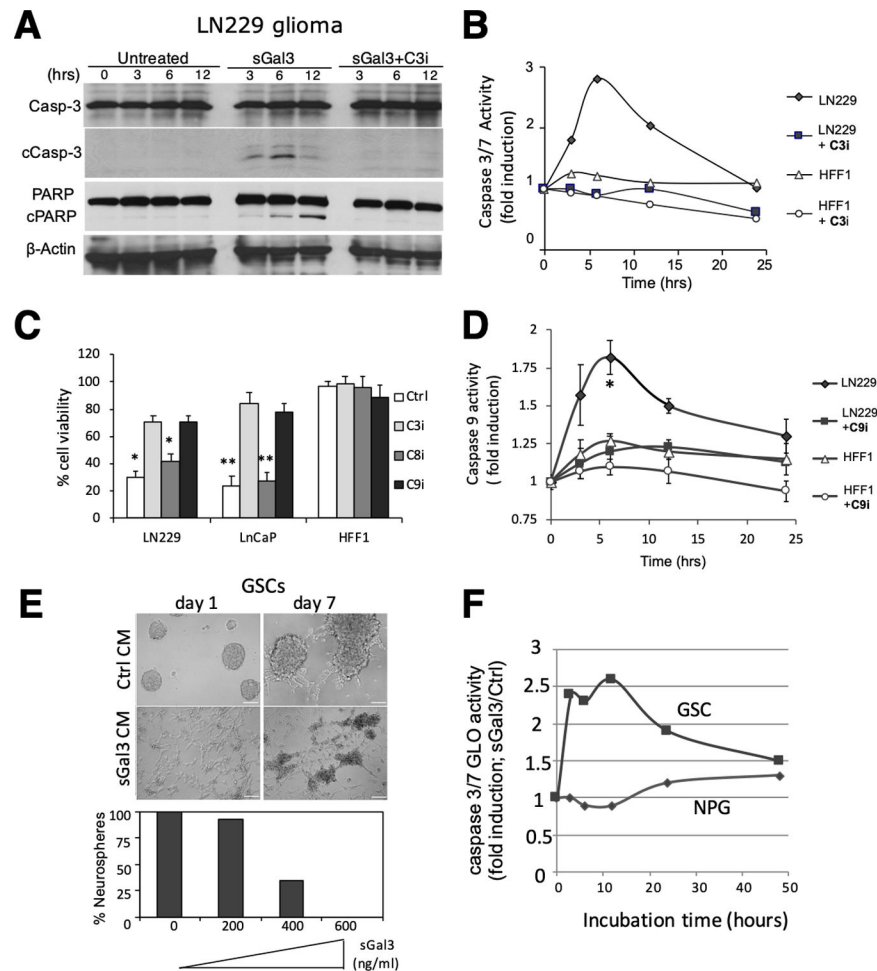 A
LN229 glioma
Untreated sGal3 sGal3+C3i
(hrs) 0 3 6 12 3 6 12 3 6 12
Casp-3
cCasp-3
PARP
cPARP
β-Actin
B
Caspase 3/7 Activity
(fold induction)
3
2
1
0
0 5 10 15 20 25
Time (hrs)
LN229
LN229
+ C3i
HFF1
HFF1
+ C3i
C
% cell viability
120
100
80
60
40
20
0
* * ** **
LN229 LnCaP HFF1
Ctrl
C3i
C8i
C9i
D
Caspase 9 activity
( fold induction)
2
1.75
1.5
1.25
1
0.75
*
0 5 10 15 20 25
Time (hrs)
LN229
LN229
+C9i
HFF1
HFF1
+C9i
E
GSCs
day 1 day 7
Ctrl CM
sGal3 CM
% Neurospheres
100
75
50
25
0
0 200 400 600
sGal3
(ng/ml)
F
caspase 3/7 GLO activity
(fold induction; sGal3/Ctrl)
3
2.5
2
1.5
1
0.5
0
GSC
NPG
0 10 20 30 40 50
Incubation time (hours)